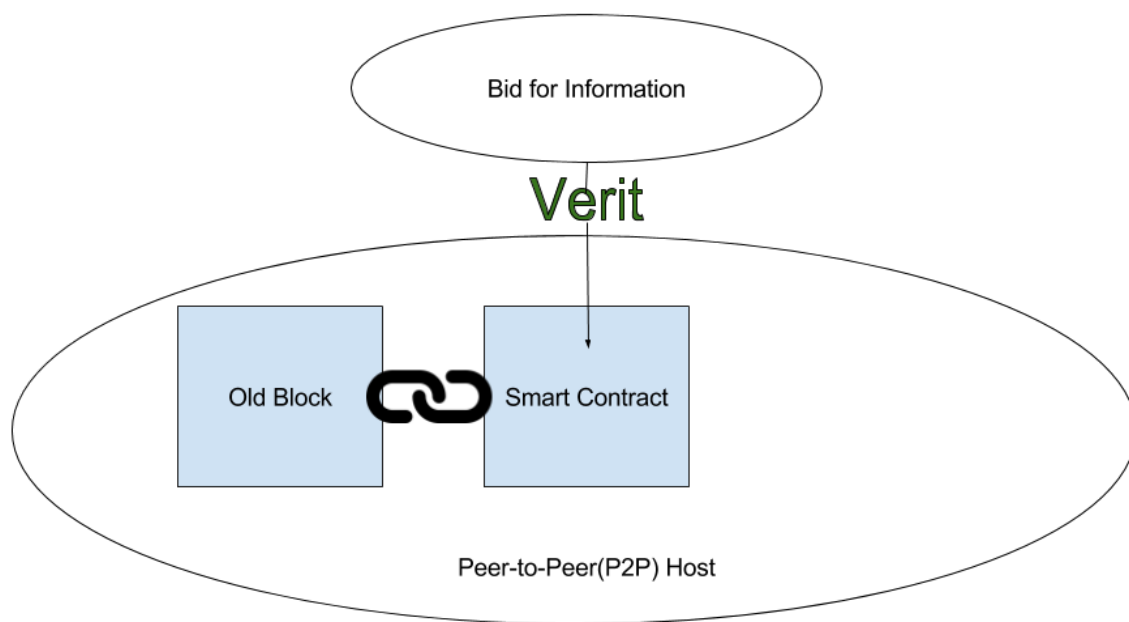 Bid for Information
Verit
Old Block
Smart Contract
Peer-to-Peer(P2P) Host